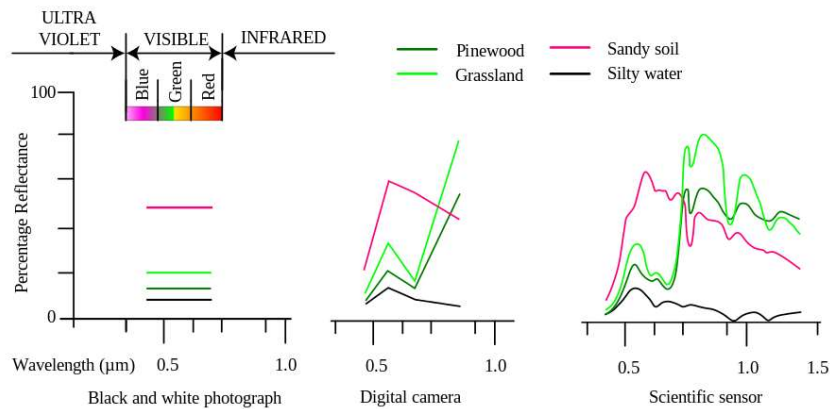 ULTRA
VIOLET
VISIBLE
INFRARED
Blue
Green
Red
Pinewood
Grassland
Sandy soil
Silty water
100
Percentage Reflectance
0
Wavelength (µm)
0.5
1.0
0.5
1.0
0.5
1.0
1.5
Black and white photograph
Digital camera
Scientific sensor